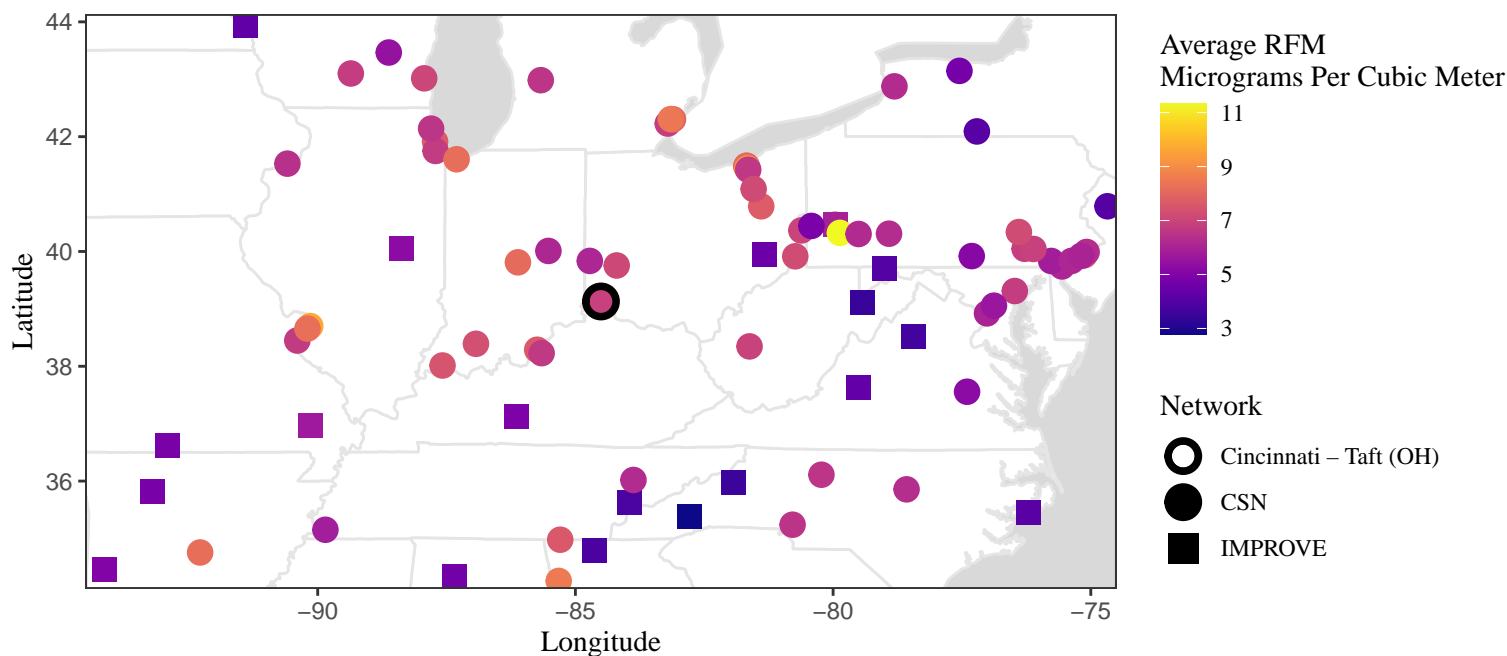 44
42
40
38
36
Latitude
−90
−85
−80
−75
Longitude
Average RFM
Micrograms Per Cubic Meter
11
9
7
5
3
Network
Cincinnati – Taft (OH)
CSN
IMPROVE